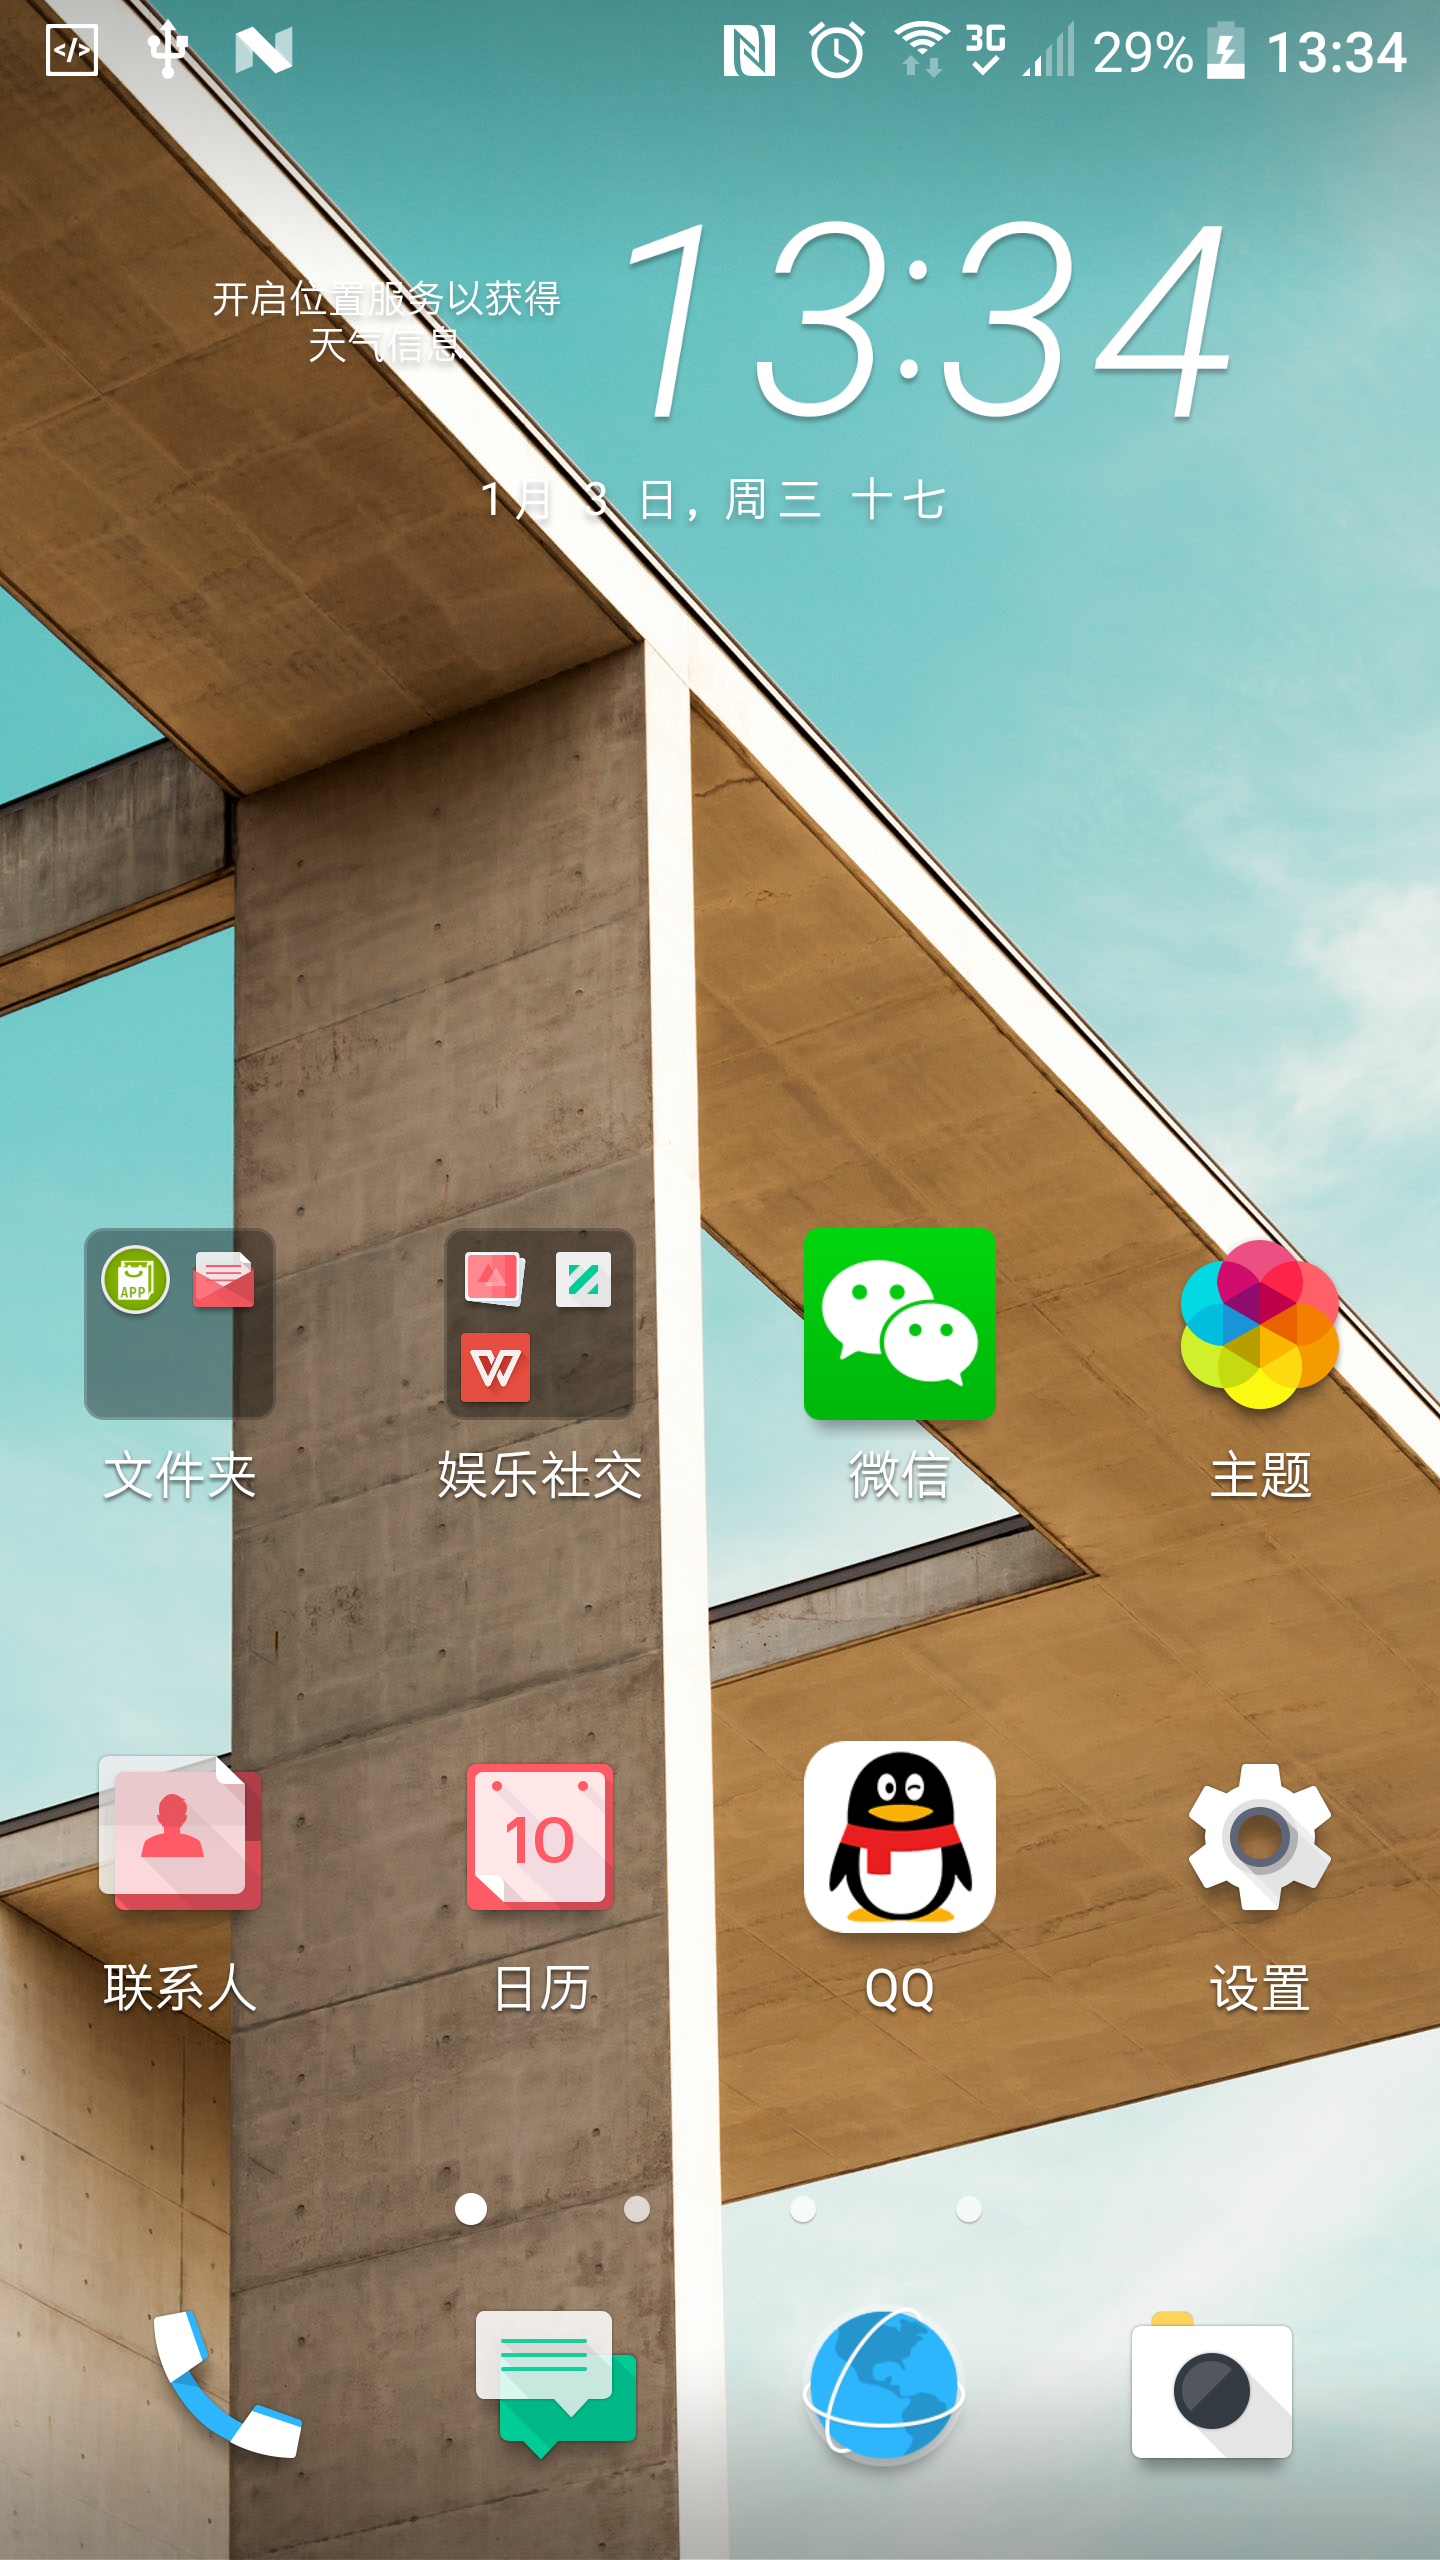 3G 29% 13:34
13:34
开启位置服务以获得
天气信息
1月 3 日, 周三 十七
APP
文件夹
娱乐社交
微信
主题
10
联系人
日历
QQ
设置